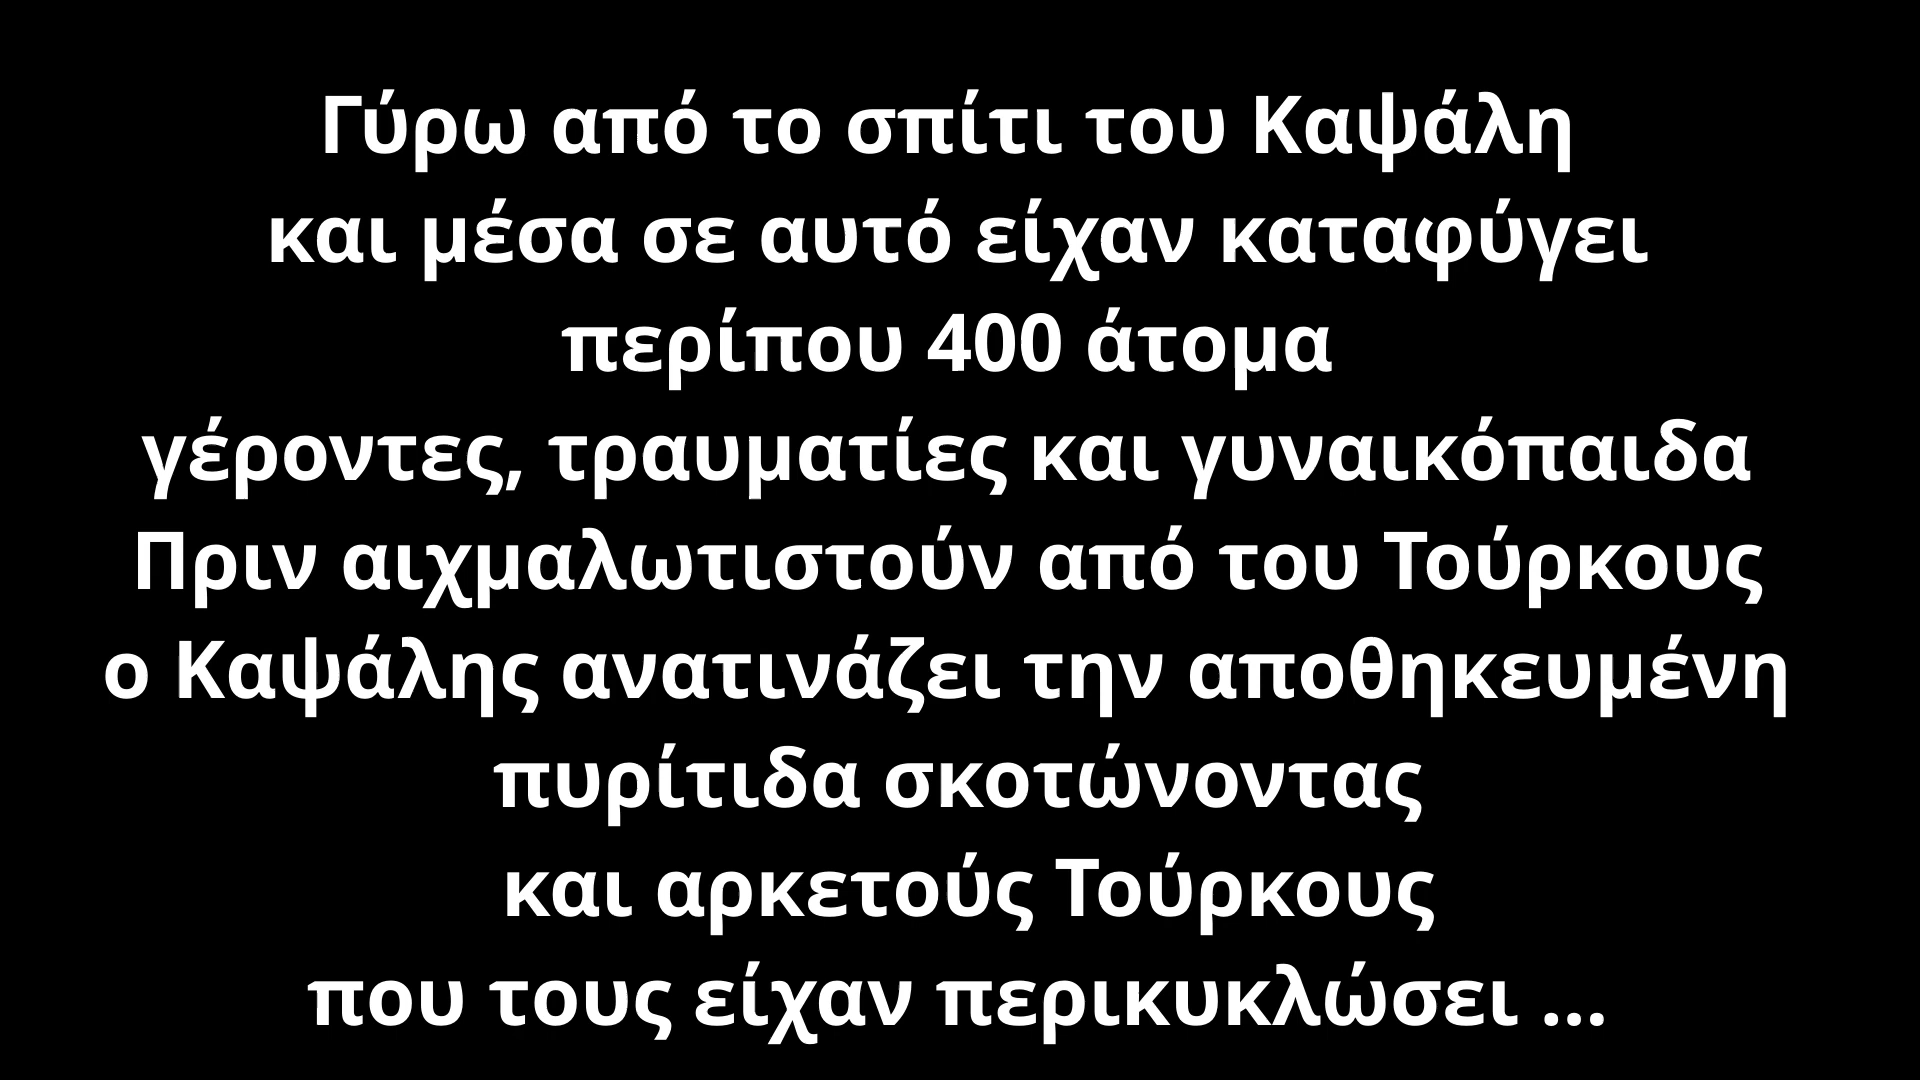 Γύρω από το σπίτι του Καψάλη
και μέσα σε αυτό είχαν καταφύγει
περίπου 400 άτομα
γέροντες, τραυματίες και γυναικόπαιδα
Πριν αιχμαλωτιστούν από του Τούρκους
ο Καψάλης ανατινάζει την αποθηκευμένη
πυρίτιδα σκοτώνοντας
και αρκετούς Τούρκους
που τους είχαν περικυκλώσει ...